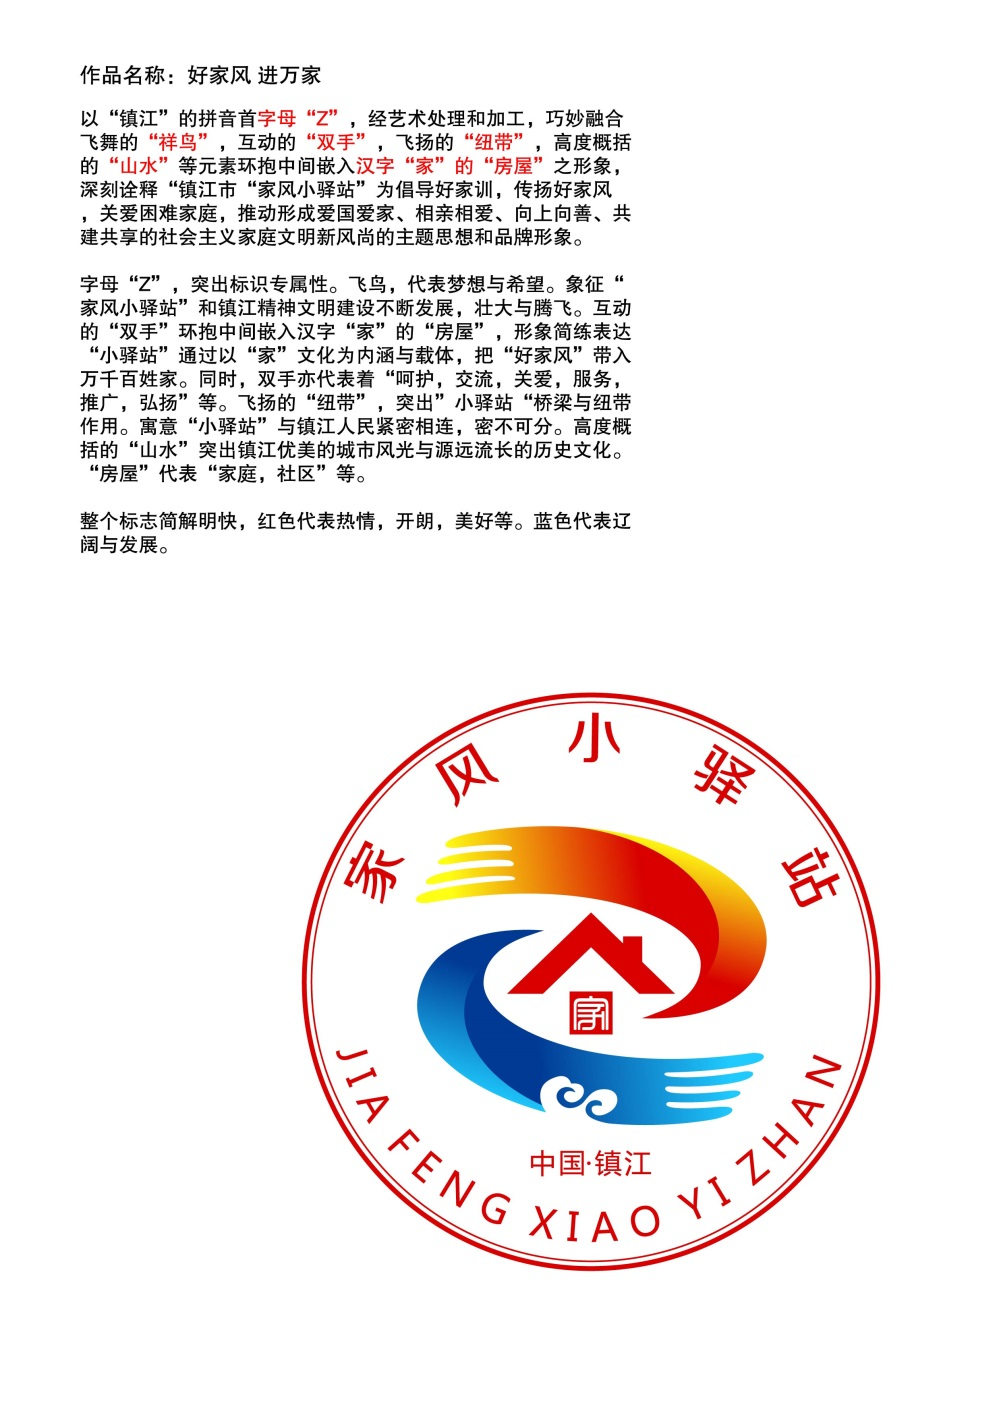 作品名称：好家风 进万家
以“镇江”的拼音首字母“Z”，经艺术处理和加工，巧妙融合
飞舞的“祥鸟”，互动的“双手”，飞扬的“纽带”，高度概括
的“山水”等元素环抱中间嵌入汉字“家”的“房屋”之形象，
深刻诠释“镇江市“家风小驿站”为倡导好家训，传扬好家风
，关爱困难家庭，推动形成爱国爱家、相亲相爱、向上向善、共
建共享的社会主义家庭文明新风尚的主题思想和品牌形象。
字母“Z”，突出标识专属性。飞鸟，代表梦想与希望。象征“
家风小驿站”和镇江精神文明建设不断发展，壮大与腾飞。互动
的“双手”环抱中间嵌入汉字“家”的“房屋”，形象简练表达
“小驿站”通过以“家”文化为内涵与载体，把“好家风”带入
万千百姓家。同时，双手亦代表着“呵护，交流，关爱，服务，
推广，弘扬”等。飞扬的“纽带”，突出”小驿站“桥梁与纽带
作用。寓意“小驿站”与镇江人民紧密相连，密不可分。高度概
括的“山水”突出镇江优美的城市风光与源远流长的历史文化。
“房屋”代表“家庭，社区”等。
整个标志简解明快，红色代表热情，开朗，美好等。蓝色代表辽
阔与发展。
家风小驿站
家
中国·镇江
JIA FENG XIAO YI ZHAN